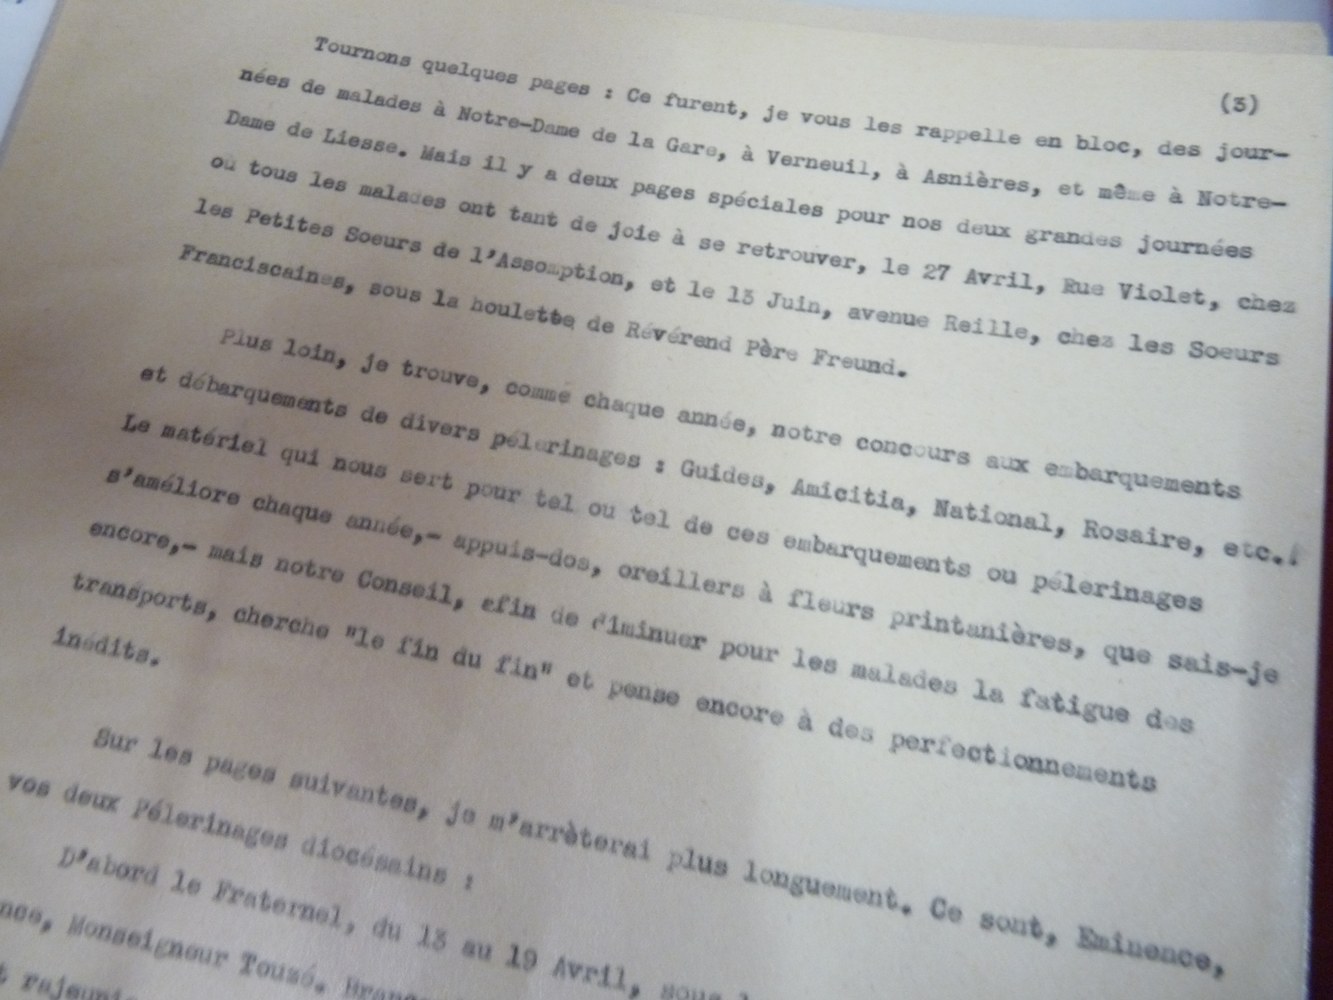 (3)
Tournons quelques pages : Ce furent, je vous les rappelle en bloc, des jour-
nées de malades à Notre-Dame de la Gare, à Verneuil, à Asnières, et même à Notre-
Dame de Liesse. Mais il y a deux pages spéciales pour nos deux grandes journées
où tous les malades ont tant de joie à se retrouver, le 27 Avril, Rue Violet, chez
les Petites Soeurs de l'Assomption, et le 13 Juin, avenue Reille, chez les Soeurs
Franciscaines, sous la houlette de Révérend Père Freund.
Plus loin, je trouve, comme chaque année, notre concours aux embarquements
et débarquements de divers pélerinages : Guides, Amicitia, National, Rosaire, etc..
Le matériel qui nous sert pour tel ou tel de ces embarquements ou pélerinages
s'améliore chaque année,- appuis-dos, oreillers à fleurs printanières, que sais-je
encore,- mais notre Conseil, afin de diminuer pour les malades la fatigue des
transports, cherche "le fin du fin" et pense encore à des perfectionnements
inédits.
Sur les pages suivantes, je m'arrèterai plus longuement. Ce sont, Eminence,
vos deux Pélerinages diocésains :
D'abord le Fraternel, du 13 au 19 Avril, sous
Monseigneur Touzé.